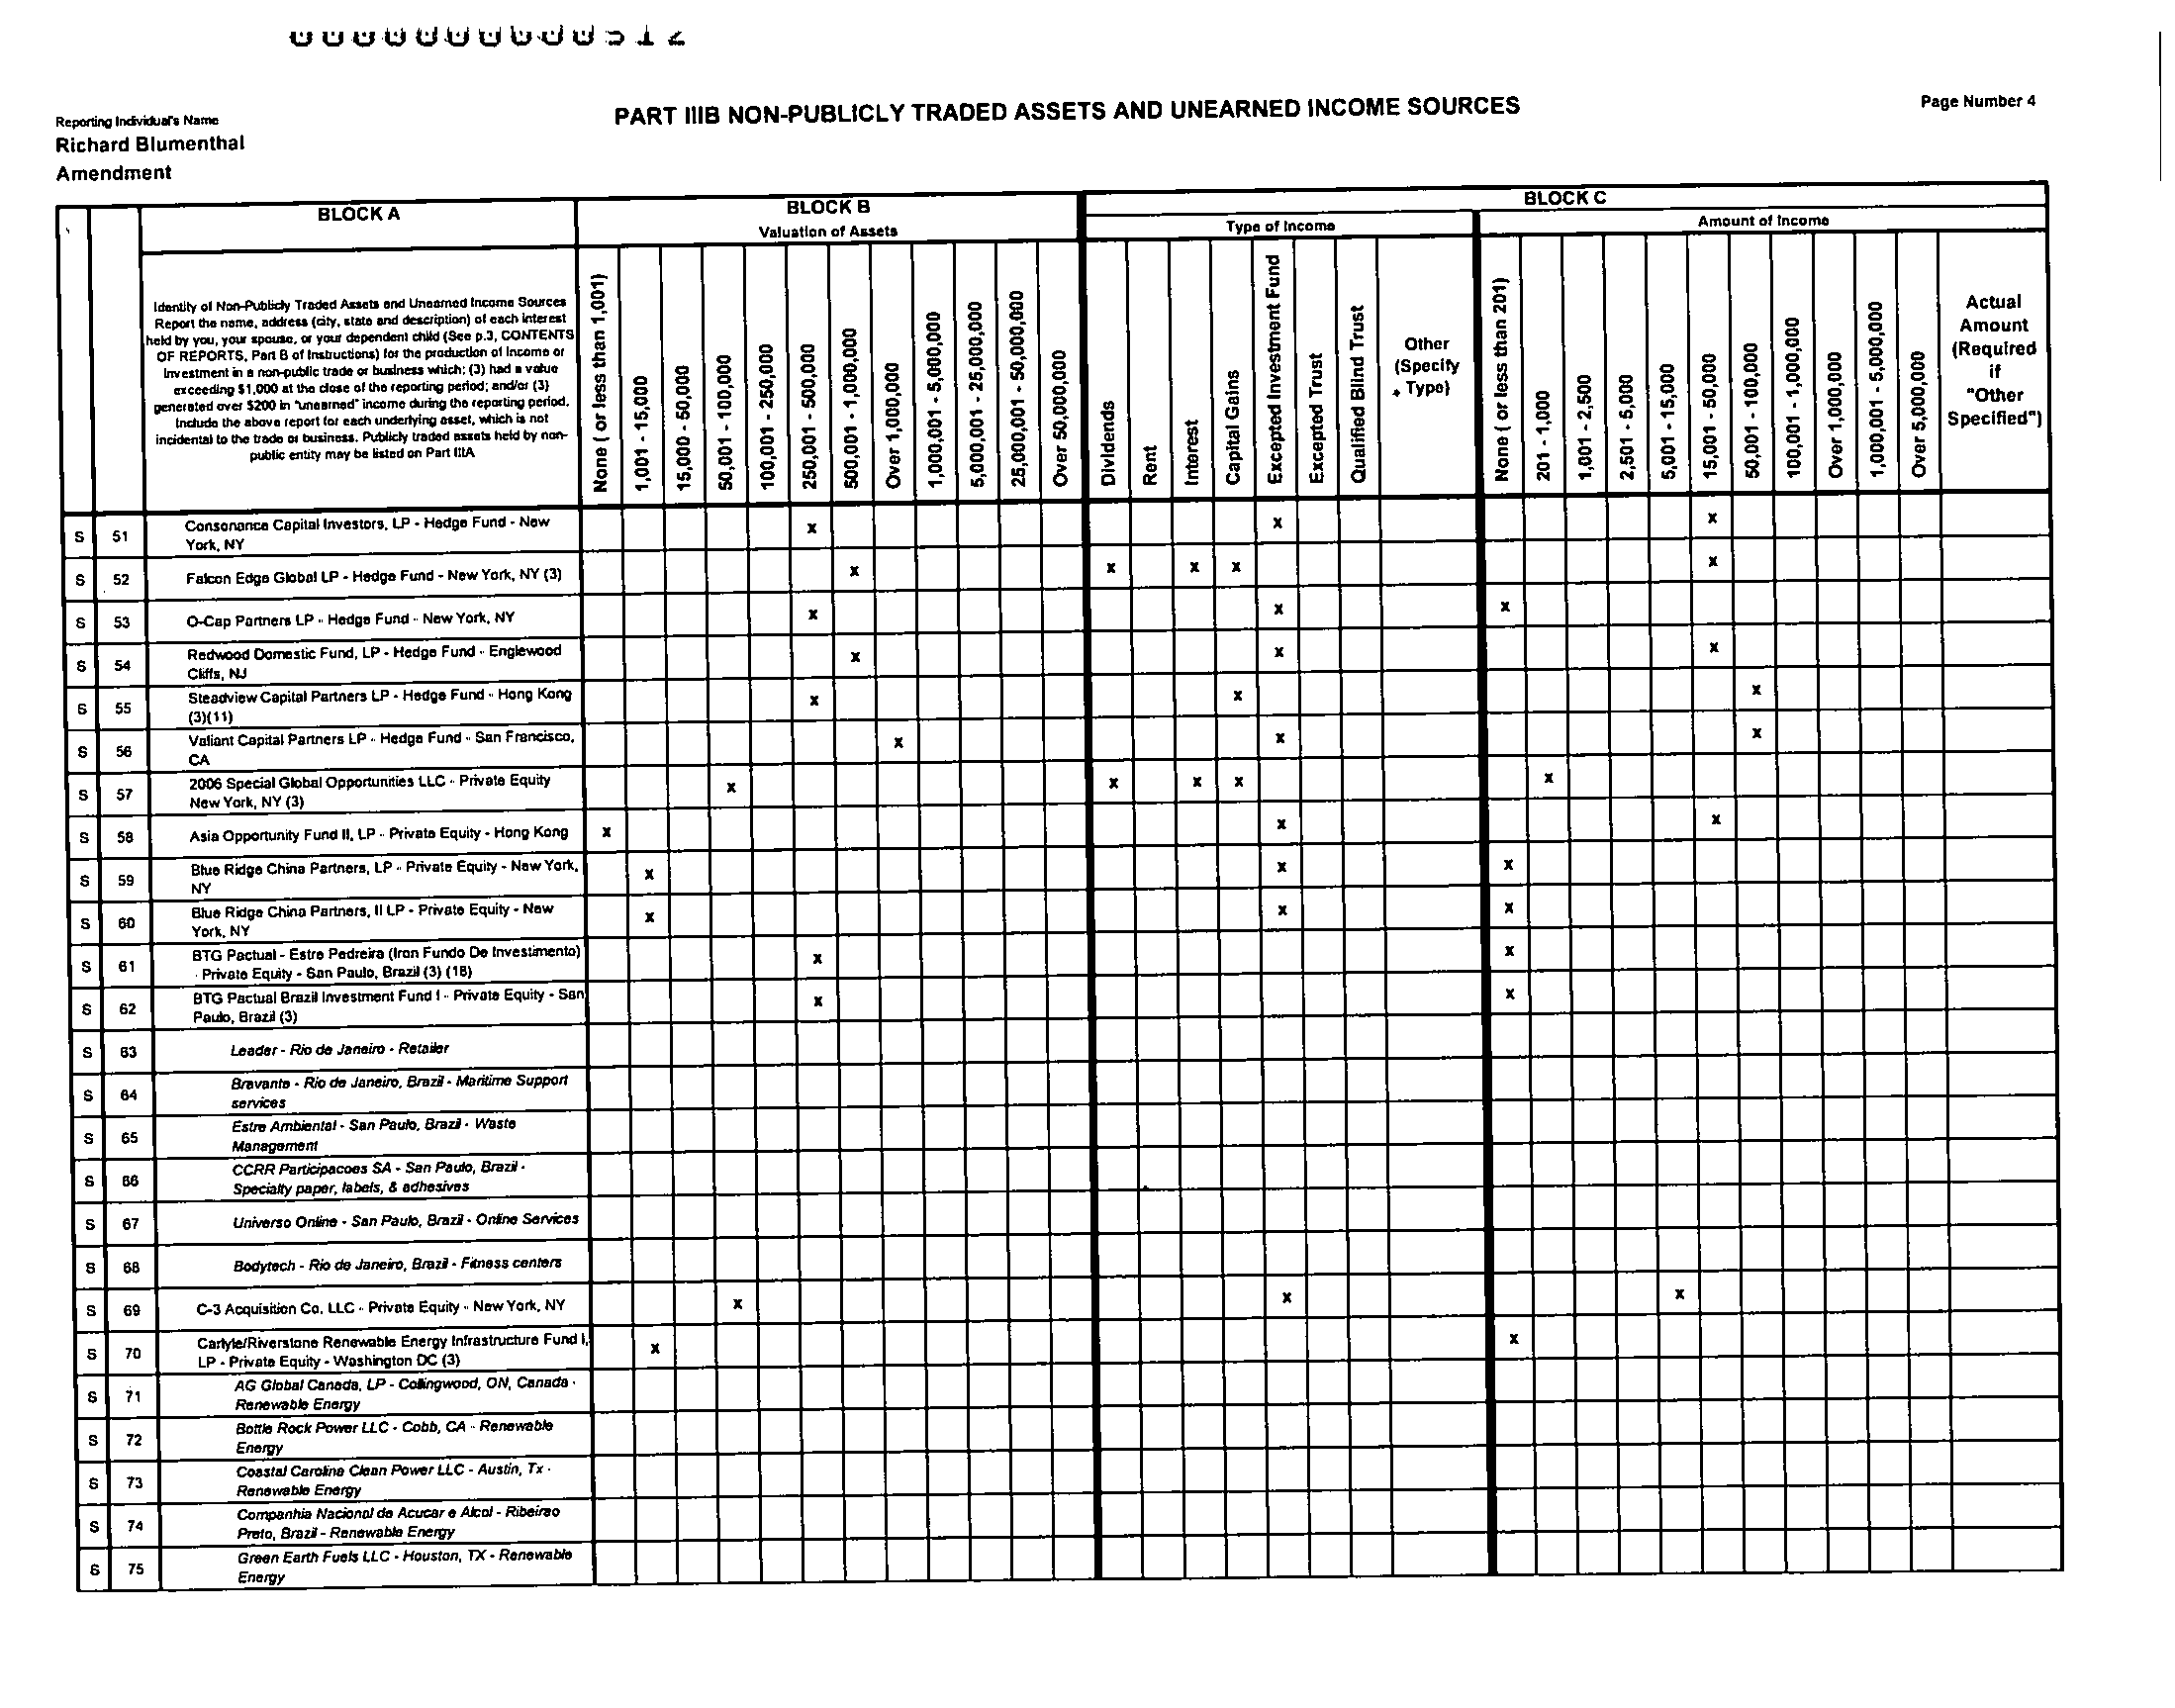 000000000512
Reporting Individual's Name
Richard Blumenthal
Amendment
PART IIIB NON-PUBLICLY TRADED ASSETS AND UNEARNED INCOME SOURCES
Page Number 4
BLOCK A
BLOCK B
Valuation of Assets
BLOCK C
Type of Income
Amount of Income
Identity of Non-Publicly Traded Assets and Unearned Income Sources
Report the name, address (city, state and description) of each interest
held by you, your spouse, or your dependent child (See p.3, CONTENTS
OF REPORTS, Part B of Instructions) for the production of income or
investment in a non-public trade or business which: (3) had a value
exceeding $1,000 at the close of the reporting period; and/or (3)
generated over $200 in "unearned" income during the reporting period.
Include the above report for each underlying asset, which is not
incidental to the trade or business. Publicly traded assets held by non-
public entity may be listed on Part IIIA
None ( or less than 1,001)
1,001 - 15,000
15,000 - 50,000
50,001 - 100,000
100,001 - 250,000
250,001 - 500,000
500,001 - 1,000,000
Over 1,000,000
1,000,001 - 5,000,000
5,000,001 - 25,000,000
25,000,001 - 50,000,000
Over 50,000,000
Dividends
Rent
Interest
Capital Gains
Excepted Investment Fund
Excepted Trust
Qualified Blind Trust
Other
(Specify
Type)
None ( or less than 201)
201 - 1,000
1,001 - 2,500
2,501 - 5,000
5,001 - 15,000
15,001 - 50,000
50,001 - 100,000
100,001 - 1,000,000
Over 1,000,000
1,000,001 - 5,000,000
Over 5,000,000
Actual
Amount
(Required
if
"Other
Specified")
S 51 Consonance Capital Investors, LP - Hedge Fund - New
York, NY x x x
S 52 Falcon Edge Global LP - Hedge Fund - New York, NY (3) x x x x x
S 53 O-Cap Partners LP - Hedge Fund - New York, NY x x x
S 54 Redwood Domestic Fund, LP - Hedge Fund - Englewood
Cliffs, NJ x x x
S 55 Steadview Capital Partners LP - Hedge Fund - Hong Kong
(3)(11) x x x
S 56 Valiant Capital Partners LP - Hedge Fund - San Francisco,
CA x x x
S 57 2006 Special Global Opportunities LLC - Private Equity
New York, NY (3) x x x x x
S 58 Asia Opportunity Fund II, LP - Private Equity - Hong Kong x x x
S 59 Blue Ridge China Partners, LP - Private Equity - New York,
NY x x x
S 60 Blue Ridge China Partners, II LP - Private Equity - New
York, NY x x x
S 61 BTG Pactual - Estre Pedreira (Iron Fundo De Investimento)
- Private Equity - San Paulo, Brazil (3) (18) x x
S 62 BTG Pactual Brazil Investment Fund I - Private Equity - San
Paulo, Brazil (3) x x
S 63 Leader - Rio de Janeiro - Retailer
S 64 Bravante - Rio de Janeiro, Brazil - Maritime Support
services
S 65 Estre Ambiental - San Paulo, Brazil - Waste
Management
S 66 CCRR Participacoes SA - San Paulo, Brazil -
Specialty paper, labels, & adhesives
S 67 Universo Online - San Paulo, Brazil - Online Services
S 68 Bodytech - Rio de Janeiro, Brazil - Fitness centers
S 69 C-3 Acquisition Co. LLC - Private Equity - New York, NY x x x
S 70 Carlyle/Riverstone Renewable Energy Infrastructure Fund I,
LP - Private Equity - Washington DC (3) x x
S 71 AG Global Canada, LP - Collingwood, ON, Canada -
Renewable Energy
S 72 Bottle Rock Power LLC - Cobb, CA - Renewable
Energy
S 73 Coastal Carolina Clean Power LLC - Austin, Tx -
Renewable Energy
S 74 Companhia Nacional de Acucar e Alcol - Ribeirao
Preto, Brazil - Renewable Energy
S 75 Green Earth Fuels LLC - Houston, TX - Renewable
Energy